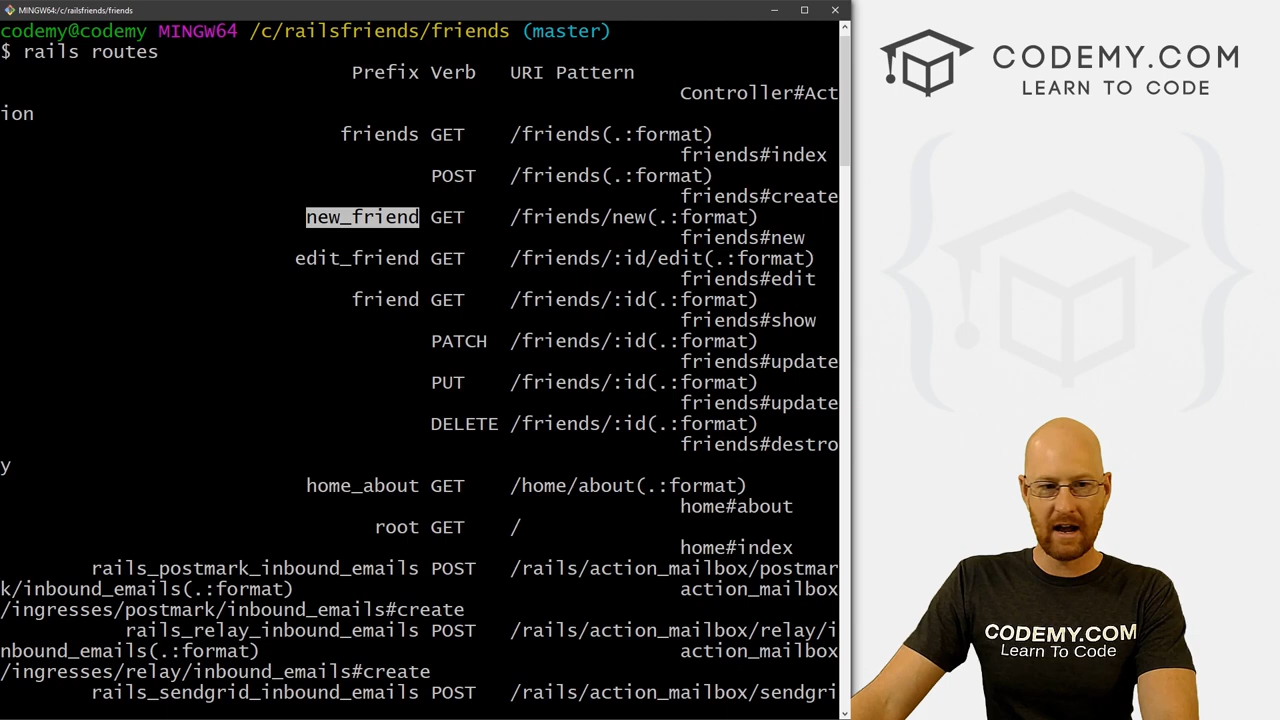 MINGW64:/c/railsfriends/friends
codemy@codemy MINGW64 /c/railsfriends/friends (master)
$ rails routes
Prefix Verb URI Pattern
Controller#Act
ion
friends GET /friends(.:format)
friends#index
POST /friends(.:format)
friends#create
new_friend GET /friends/new(.:format)
friends#new
edit_friend GET /friends/:id/edit(.:format)
friends#edit
friend GET /friends/:id(.:format)
friends#show
PATCH /friends/:id(.:format)
friends#update
PUT /friends/:id(.:format)
friends#update
DELETE /friends/:id(.:format)
friends#destro
y
home_about GET /home/about(.:format)
home#about
root GET /
home#index
rails_postmark_inbound_emails POST /rails/action_mailbox/postmar
k/inbound_emails(.:format) action_mailbox
/ingresses/postmark/inbound_emails#create
rails_relay_inbound_emails POST /rails/action_mailbox/relay/i
nbound_emails(.:format) action_mailbox
/ingresses/relay/inbound_emails#create
rails_sendgrid_inbound_emails POST /rails/action_mailbox/sendgri
CODEMY.COM
LEARN TO CODE
CODEMY.COM
Learn To Code